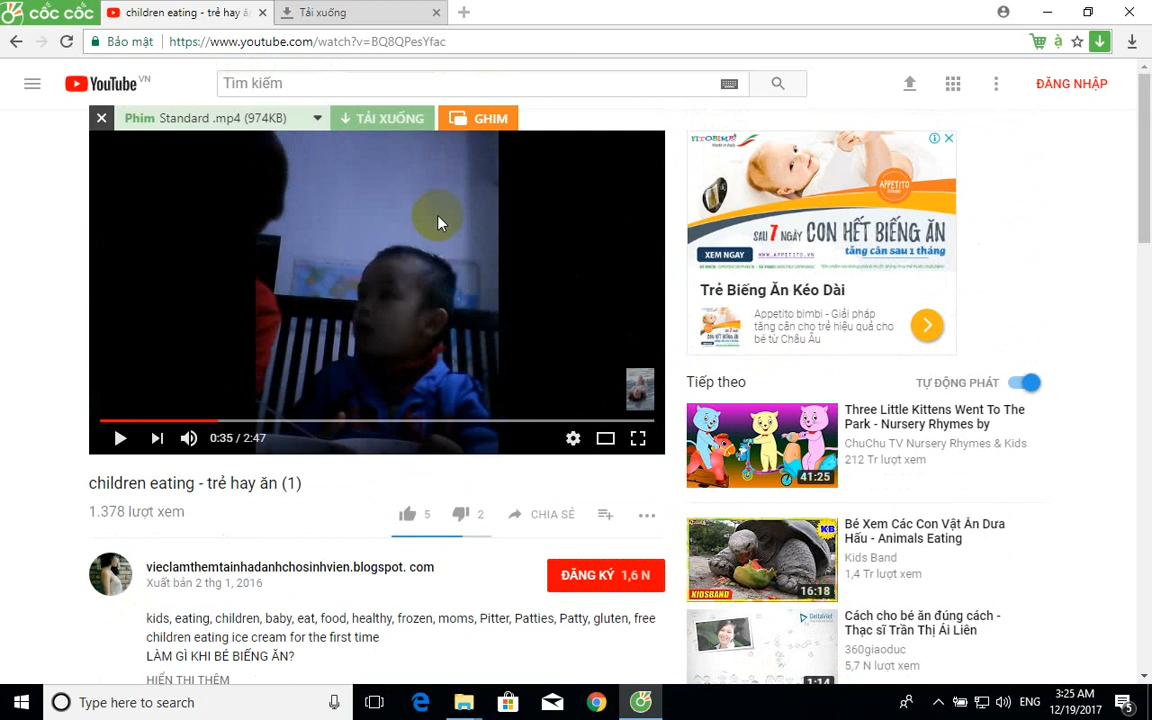 cốc cốc
children eating - trẻ hay ă
Tải xuống
Bảo mật
https://www.youtube.com/watch?v=BQ8QPesYfac
YouTube VN
Tìm kiếm
ĐĂNG NHẬP
Phim Standard .mp4 (974KB)
TẢI XUỐNG
GHIM
0:35 / 2:47
children eating - trẻ hay ăn (1)
1.378 lượt xem
5
2
CHIA SẺ
vieclamthemtainhadanhchosinhvien.blogspot. com
Xuất bản 2 thg 1, 2016
ĐĂNG KÝ 1,6 N
kids, eating, children, baby, eat, food, healthy, frozen, moms, Pitter, Patties, Patty, gluten, free
children eating ice cream for the first time
LÀM GÌ KHI BÉ BIẾNG ĂN?
HIỂN THỊ THÊM
APPETITO
SAU 7 NGÀY CON HẾT BIẾNG ĂN
tăng cân sau 1 tháng
XEM NGAY
WWW.APPETITO.VN
Trẻ Biếng Ăn Kéo Dài
Appetito bimbi - Giải pháp
tăng cân cho trẻ hiệu quả cho
bé từ Châu Âu
Tiếp theo
TỰ ĐỘNG PHÁT
Three Little Kittens Went To The
Park - Nursery Rhymes by
ChuChu TV Nursery Rhymes & Kids
212 Tr lượt xem
41:25
Bé Xem Các Con Vật Ăn Dưa
Hấu - Animals Eating
Kids Band
1,4 Tr lượt xem
KB
KIDSBAND
16:18
Cách cho bé ăn đúng cách -
Thạc sĩ Trần Thị Ái Liên
360giaoduc
5,7 N lượt xem
1:14
Type here to search
ENG
3:25 AM
12/19/2017
5